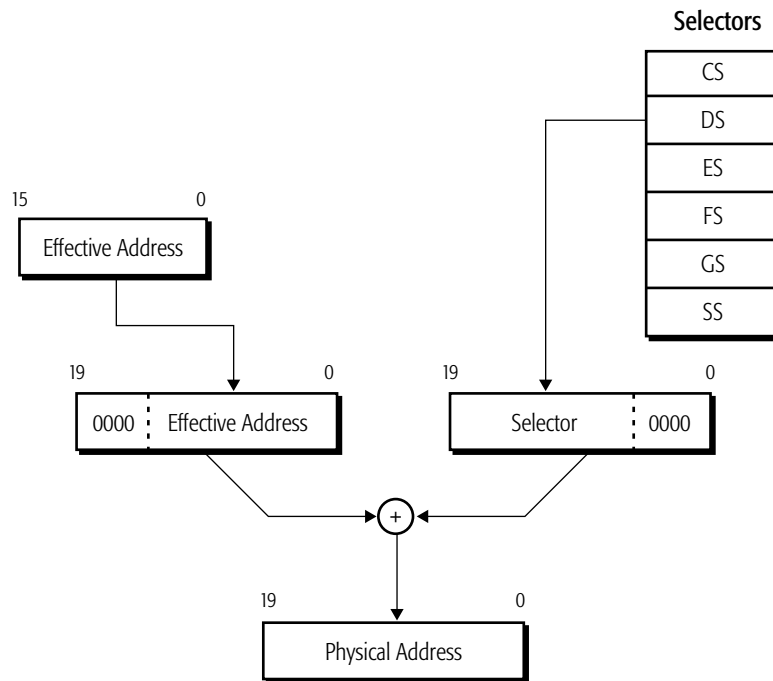 Selectors
CS
DS
ES
FS
GS
SS
15 0
Effective Address
19 0
0000 Effective Address
19 0
Selector 0000
+
19 0
Physical Address